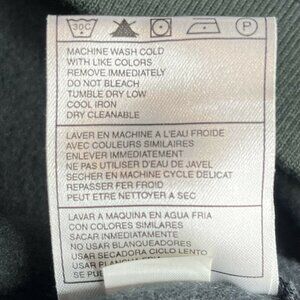 30C P
MACHINE WASH COLD
WITH LIKE COLORS
REMOVE IMMEDIATELY
DO NOT BLEACH
TUMBLE DRY LOW
COOL IRON
DRY CLEANABLE
LAVER EN MACHINE A L'EAU FROIDE
AVEC COULEURS SIMILAIRES
ENLEVER IMMEDIATEMENT
NE PAS UTILISER D'EAU DE JAVEL
SECHER EN MACHINE CYCLE DELICAT
REPASSER FER FROID
PEUT ETRE NETTOYER A SEC
LAVAR A MAQUINA EN AGUA FRIA
CON COLORES SIMILARES
SACAR INMEDIATAMENTE
NO USAR BLANQUEADORES
USAR SECADORA CICLO LENTO
USAR
SE